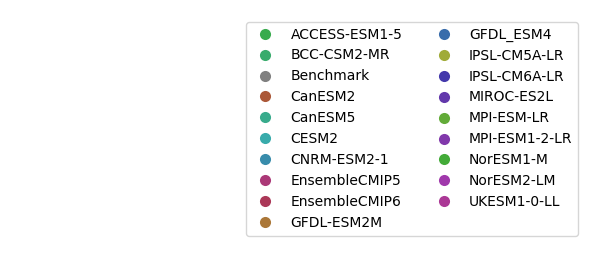 ACCESS-ESM1-5
BCC-CSM2-MR
Benchmark
CanESM2
CanESM5
CESM2
CNRM-ESM2-1
EnsembleCMIP5
EnsembleCMIP6
GFDL-ESM2M
GFDL_ESM4
IPSL-CM5A-LR
IPSL-CM6A-LR
MIROC-ES2L
MPI-ESM-LR
MPI-ESM1-2-LR
NorESM1-M
NorESM2-LM
UKESM1-0-LL